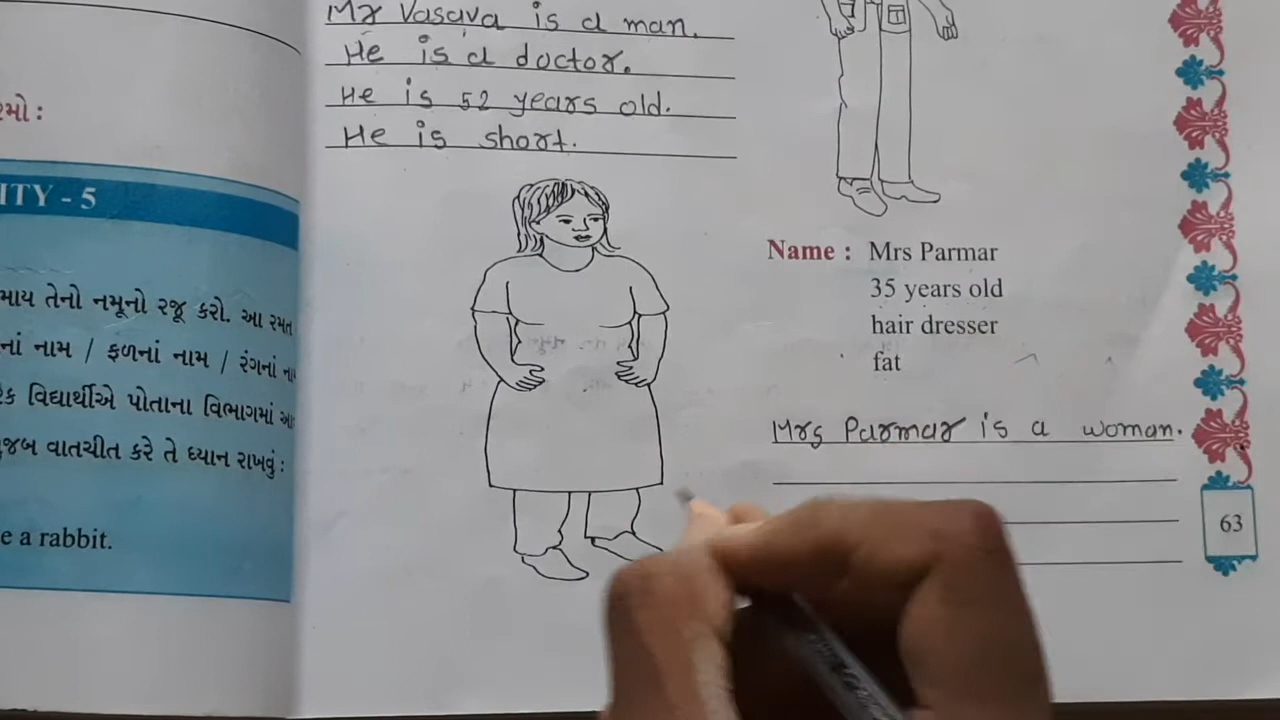 રમો :
ITY - 5
માય તેનો નમૂનો રજૂ કરો. આ રમત
નાં નામ / ફળનાં નામ / રંગનાં
ક વિદ્યાર્થીએ પોતાના વિભાગમાં
જબ વાતચીત કરે તે ધ્યાન રાખવું :
e a rabbit.
Mr Vasava is a man.
He is a doctor.
He is 52 years old.
He is short.
Name : Mrs Parmar
35 years old
hair dresser
fat
Mrs Parmar is a woman.
63